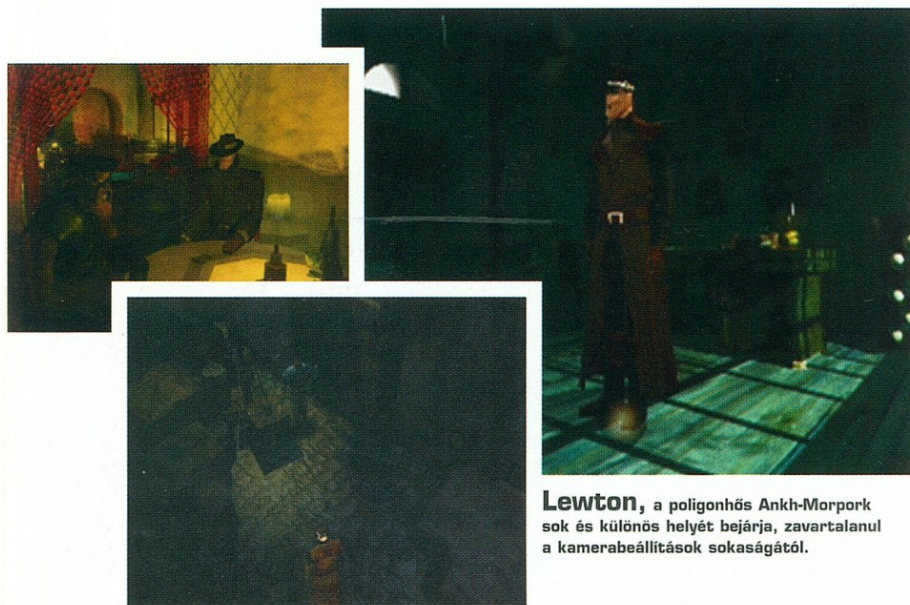 Lewton, a poligonhős Ankh-Morpork
sok és különös helyét bejárja, zavartalanul
a kamerabeállítások sokaságától.